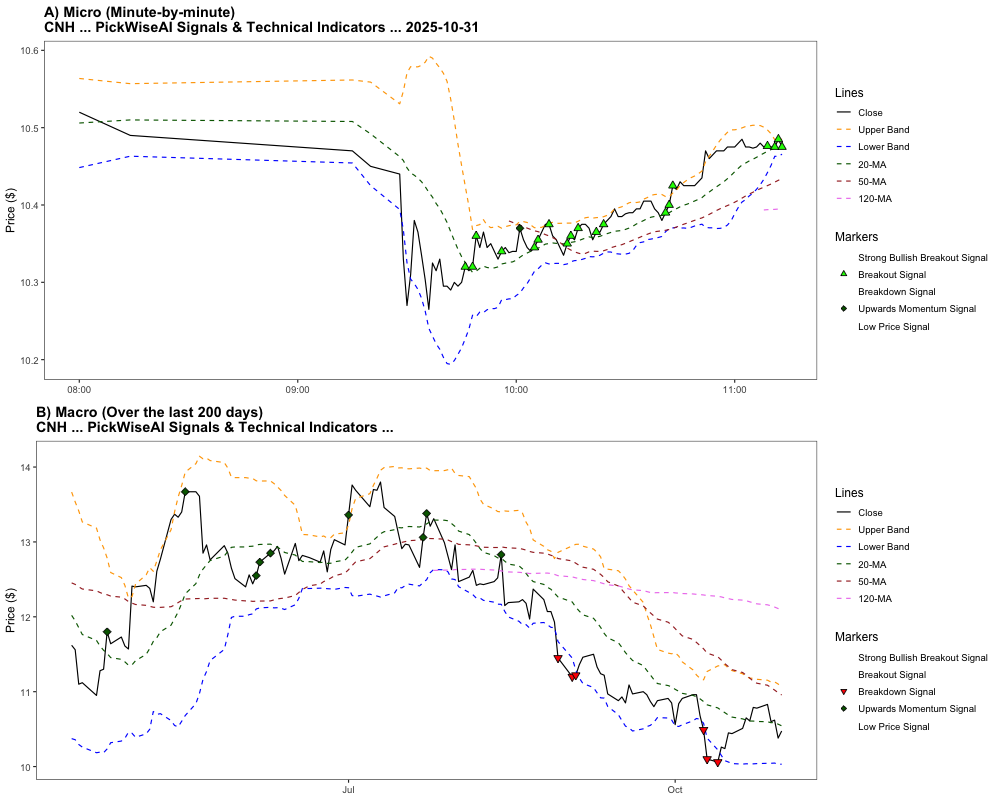 A) Micro (Minute-by-minute)
CNH ... PickWiseAI Signals & Technical Indicators ... 2025-10-31
Price ($)
10.6
10.5
10.4
10.3
10.2
08:00 09:00 10:00 11:00
Lines
Close
Upper Band
Lower Band
20-MA
50-MA
120-MA
Markers
Strong Bullish Breakout Signal
Breakout Signal
Breakdown Signal
Upwards Momentum Signal
Low Price Signal
B) Macro (Over the last 200 days)
CNH ... PickWiseAI Signals & Technical Indicators ...
Price ($)
14
13
12
11
10
Jul Oct
Lines
Close
Upper Band
Lower Band
20-MA
50-MA
120-MA
Markers
Strong Bullish Breakout Signal
Breakout Signal
Breakdown Signal
Upwards Momentum Signal
Low Price Signal